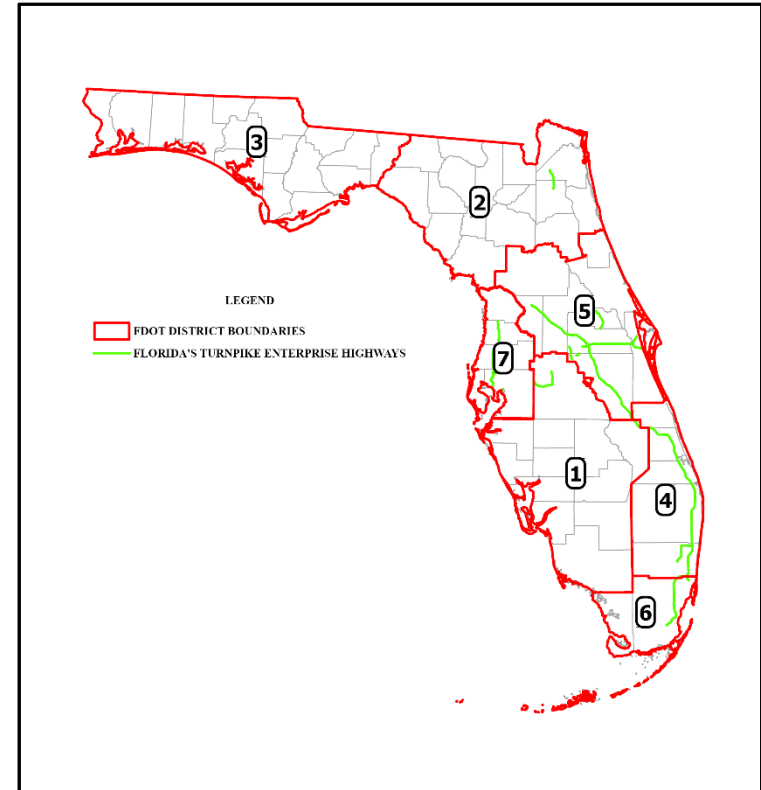 3
2
LEGEND
5
FDOT DISTRICT BOUNDARIES
FLORIDA'S TURNPIKE ENTERPRISE HIGHWAYS
7
1
4
6